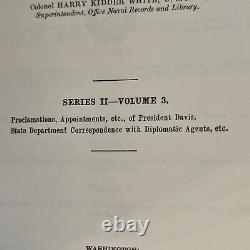 Colonel HARRY KIDDER WHITE, U.
Superintendent, Office Naval Records and Library.
SERIES II—VOLUME 3.
Proclamations, Appointments, etc., of President Davis.
State Department Correspondence with Diplomatic Agents, etc.
WASHINGTON: